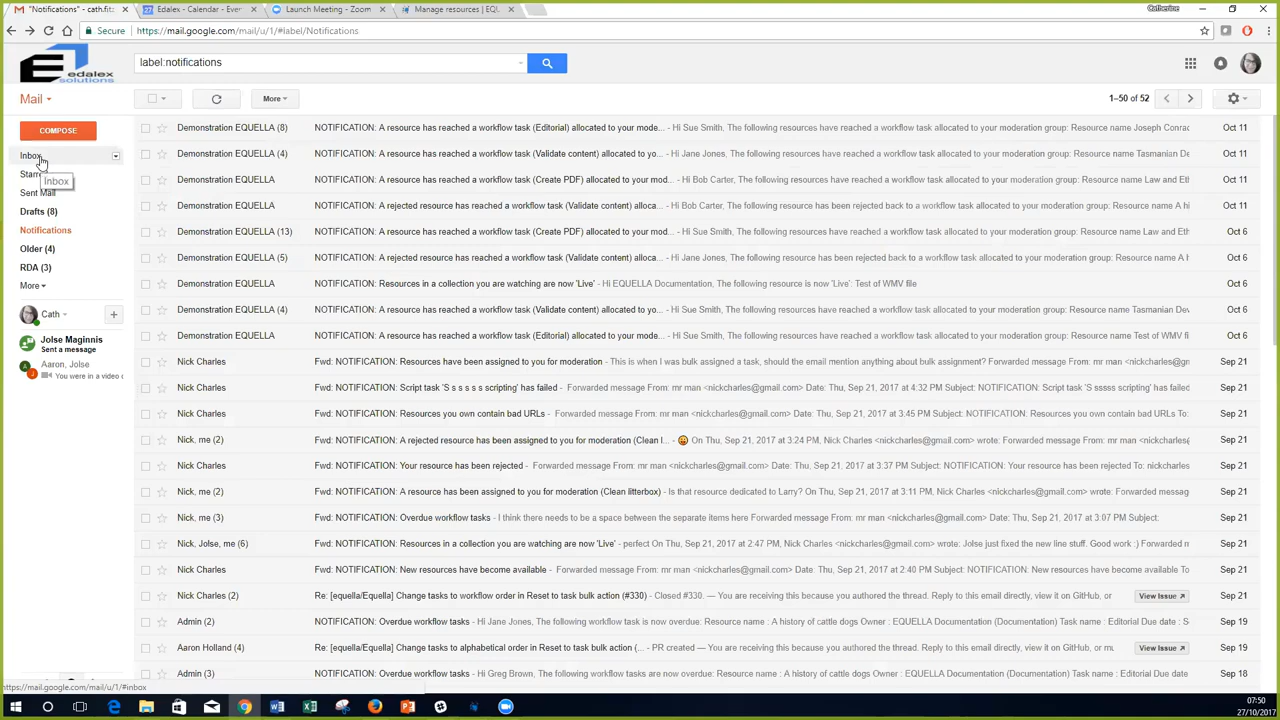 "Notifications" - cath.fit
Edalex - Calendar - Eve
Launch Meeting - Zoom
Manage resources | EQU
Catherine
Secure
https://mail.google.com/mail/u/1/#label/Notifications
edalex
solutions
label:notifications
Mail
More
1–50 of 52
COMPOSE
Inbox
Starre
Inbox
Sent Mail
Drafts (8)
Notifications
Older (4)
RDA (3)
More
Cath
Jolse Maginnis
Sent a message
Aaron, Jolse
You were in a video c
Demonstration EQUELLA (8) NOTIFICATION: A resource has reached a workflow task (Editorial) allocated to your mode... - Hi Sue Smith, The following resources have reached a workflow task allocated to your moderation group: Resource name Joseph Conrad Oct 11
Demonstration EQUELLA (4) NOTIFICATION: A resource has reached a workflow task (Validate content) allocated to yo... - Hi Jane Jones, The following resources have reached a workflow task allocated to your moderation group: Resource name Tasmanian De Oct 11
Demonstration EQUELLA NOTIFICATION: A resource has reached a workflow task (Create PDF) allocated to your mod... - Hi Bob Carter, The following resources have reached a workflow task allocated to your moderation group: Resource name Law and Eth Oct 11
Demonstration EQUELLA NOTIFICATION: A rejected resource has reached a workflow task (Validate content) alloca... - Hi Bob Carter, The following resource has been rejected back to a workflow task allocated to your moderation group: Resource name A hi Oct 11
Demonstration EQUELLA (13) NOTIFICATION: A resource has reached a workflow task (Create PDF) allocated to your mod... - Hi Sue Smith, The following resources have reached a workflow task allocated to your moderation group: Resource name Law and Eth Oct 6
Demonstration EQUELLA (5) NOTIFICATION: A rejected resource has reached a workflow task (Validate content) alloca... - Hi Jane Jones, The following resource has been rejected back to a workflow task allocated to your moderation group: Resource name A h Oct 6
Demonstration EQUELLA NOTIFICATION: Resources in a collection you are watching are now 'Live' - Hi EQUELLA Documentation, The following resource is now 'Live': Test of WMV file Oct 6
Demonstration EQUELLA (4) NOTIFICATION: A resource has reached a workflow task (Validate content) allocated to yo... - Hi Sue Smith, The following resources have reached a workflow task allocated to your moderation group: Resource name Tasmanian Dev Oct 6
Demonstration EQUELLA NOTIFICATION: A resource has reached a workflow task (Editorial) allocated to your mode... - Hi Sue Smith, The following resources have reached a workflow task allocated to your moderation group: Resource name Test of WMV fi Oct 6
Nick Charles Fwd: NOTIFICATION: Resources have been assigned to you for moderation - This is when I was bulk assigned a task, should the email mention anything about bulk assignment? Forwarded message From: mr man <nickcharles@gmail.com> Sep 21
Nick Charles Fwd: NOTIFICATION: Script task 'S s s s s s scripting' has failed - Forwarded message From: mr man <nickcharles@gmail.com> Date: Thu, Sep 21, 2017 at 4:32 PM Subject: NOTIFICATION: Script task 'S sssss scripting' has failed Sep 21
Nick Charles Fwd: NOTIFICATION: Resources you own contain bad URLs - Forwarded message From: mr man <nickcharles@gmail.com> Date: Thu, Sep 21, 2017 at 3:45 PM Subject: NOTIFICATION: Resources you own contain bad URLs To: Sep 21
Nick, me (2) Fwd: NOTIFICATION: A rejected resource has been assigned to you for moderation (Clean l... - On Thu, Sep 21, 2017 at 3:24 PM, Nick Charles <nickcharles@gmail.com> wrote: Forwarded message From: mr man <nickcharles@ Sep 21
Nick Charles Fwd: NOTIFICATION: Your resource has been rejected - Forwarded message From: mr man <nickcharles@gmail.com> Date: Thu, Sep 21, 2017 at 3:37 PM Subject: NOTIFICATION: Your resource has been rejected To: Sep 21
Nick, me (2) Fwd: NOTIFICATION: A resource has been assigned to you for moderation (Clean litterbox) - Is that resource dedicated to Larry? On Thu, Sep 21, 2017 at 3:11 PM, Nick Charles <nickcharles@gmail.com> wrote: Forwarded message Sep 21
Nick, me (3) Fwd: NOTIFICATION: Overdue workflow tasks - I think there needs to be a space between the separate items here Forwarded message From: mr man <nickcharles@gmail.com> Date: Thu, Sep 21, 2017 at 3:07 PM Subject: Sep 21
Nick, Jolse, me (6) Fwd: NOTIFICATION: Resources in a collection you are watching are now 'Live' - perfect On Thu, Sep 21, 2017 at 2:47 PM, Nick Charles <nickcharles@gmail.com> wrote: Jolse just fixed the new line stuff. Good work :) Forwarded m Sep 21
Nick Charles Fwd: NOTIFICATION: New resources have become available - Forwarded message From: mr man <nickcharles@gmail.com> Date: Thu, Sep 21, 2017 at 2:40 PM Subject: NOTIFICATION: New resources have become available To: Sep 21
Nick Charles (2) Re: [equella/Equella] Change tasks to workflow order in Reset to task bulk action (#330) - Closed #330. — You are receiving this because you authored the thread. Reply to this email directly, view it on GitHub, or View Issue Sep 21
Admin (2) NOTIFICATION: Overdue workflow tasks - Hi Jane Jones, The following workflow task is now overdue: Resource name : A history of cattle dogs Owner : EQUELLA Documentation (Documentation) Task name : Editorial Due date : S Sep 19
Aaron Holland (4) Re: [equella/Equella] Change tasks to alphabetical order in Reset to task bulk action (... - PR created — You are receiving this because you authored the thread. Reply to this email directly, view it on GitHub, or mu View Issue Sep 19
Admin (3) NOTIFICATION: Overdue workflow tasks - Hi Greg Brown, The following workflow tasks are now overdue: Resource name : Owner : EQUELLA Documentation (Documentation) Task name : Editorial Due Sep 18
https://mail.google.com/mail/u/1/#inbox
07:50
27/10/2017